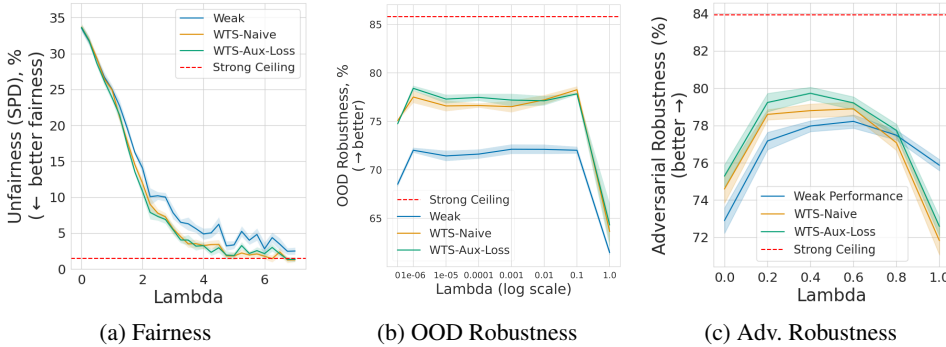 Unfairness (SPD), %
(← better fairness)
35
30
25
20
15
10
5
0
Weak
WTS-Naive
WTS-Aux-Loss
Strong Ceiling
0 2 4 6
Lambda
(a) Fairness
OOD Robustness, %
(→ better)
85
80
75
70
65
Strong Ceiling
Weak
WTS-Naive
WTS-Aux-Loss
01e-06 1e-05 0.0001 0.001 0.01 0.1 1.0
Lambda (log scale)
(b) OOD Robustness
Adversarial Robustness (%)
(better →)
84
82
80
78
76
74
72
Weak Performance
WTS-Naive
WTS-Aux-Loss
Strong Ceiling
0.0 0.2 0.4 0.6 0.8 1.0
Lambda
(c) Adv. Robustness